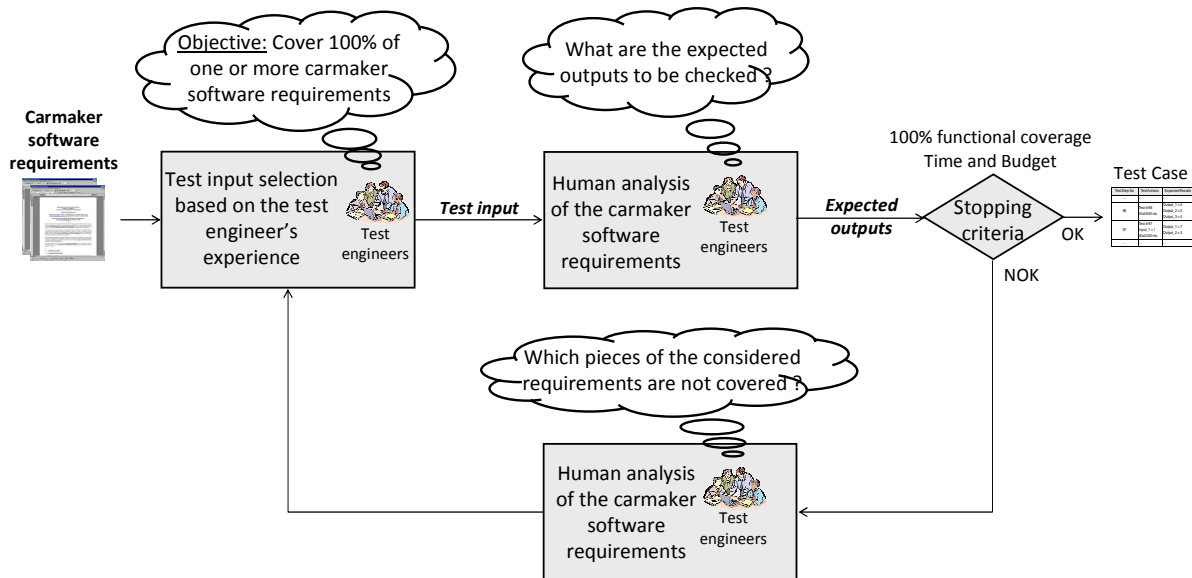 Objective: Cover 100% of
one or more carmaker
software requirements
What are the expected
outputs to be checked ?
Carmaker
software
requirements
Test input selection
based on the test
engineer's
experience
Test
engineers
Test input
Human analysis
of the carmaker
software
requirements
Test
engineers
Expected
outputs
100% functional coverage
Time and Budget
Stopping
criteria
OK
NOK
Test Case
Which pieces of the considered
requirements are not covered ?
Human analysis
of the carmaker
software
requirements
Test
engineers